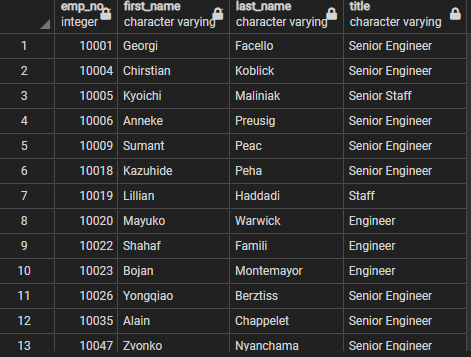 emp_no first_name last_name title
integer character varying character varying character varying
1 10001 Georgi Facello Senior Engineer
2 10004 Chirstian Koblick Senior Engineer
3 10005 Kyoichi Maliniak Senior Staff
4 10006 Anneke Preusig Senior Engineer
5 10009 Sumant Peac Senior Engineer
6 10018 Kazuhide Peha Senior Engineer
7 10019 Lillian Haddadi Staff
8 10020 Mayuko Warwick Engineer
9 10022 Shahaf Famili Engineer
10 10023 Bojan Montemayor Engineer
11 10026 Yongqiao Berztiss Senior Engineer
12 10035 Alain Chappelet Senior Engineer
13 10047 Zvonko Nyanchama Senior Engineer